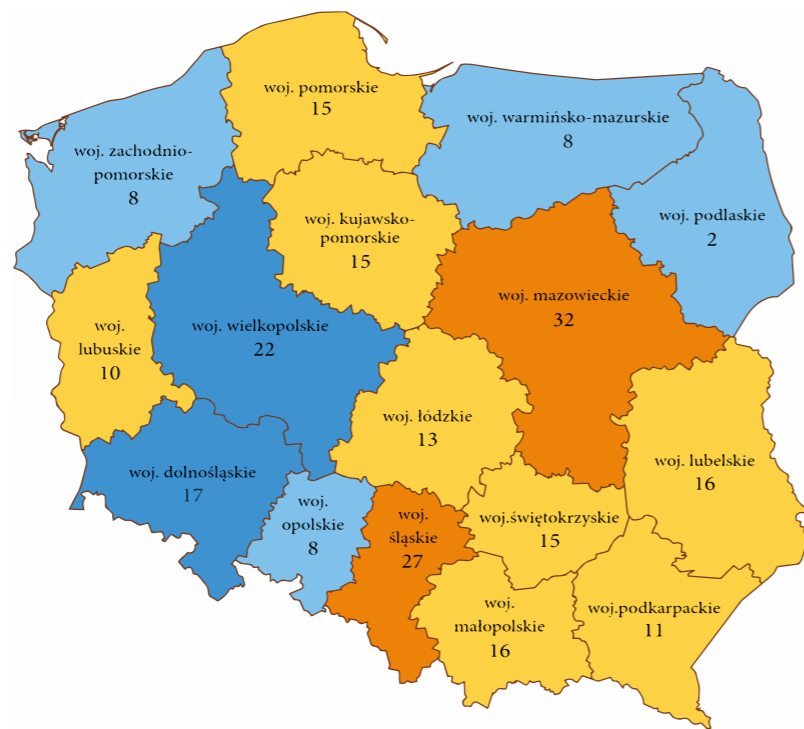 woj. pomorskie
15
woj. warmińsko-mazurskie
8
woj. zachodnio-
pomorskie
8
woj. podlaskie
2
woj. kujawsko-
pomorskie
15
woj. mazowieckie
32
woj. wielkopolskie
22
woj.
lubuskie
10
woj. łódzkie
13
woj. lubelskie
16
woj. dolnośląskie
17
woj.
opolskie
8
woj.
śląskie
27
woj.świętokrzyskie
15
woj.
małopolskie
16
woj.podkarpackie
11